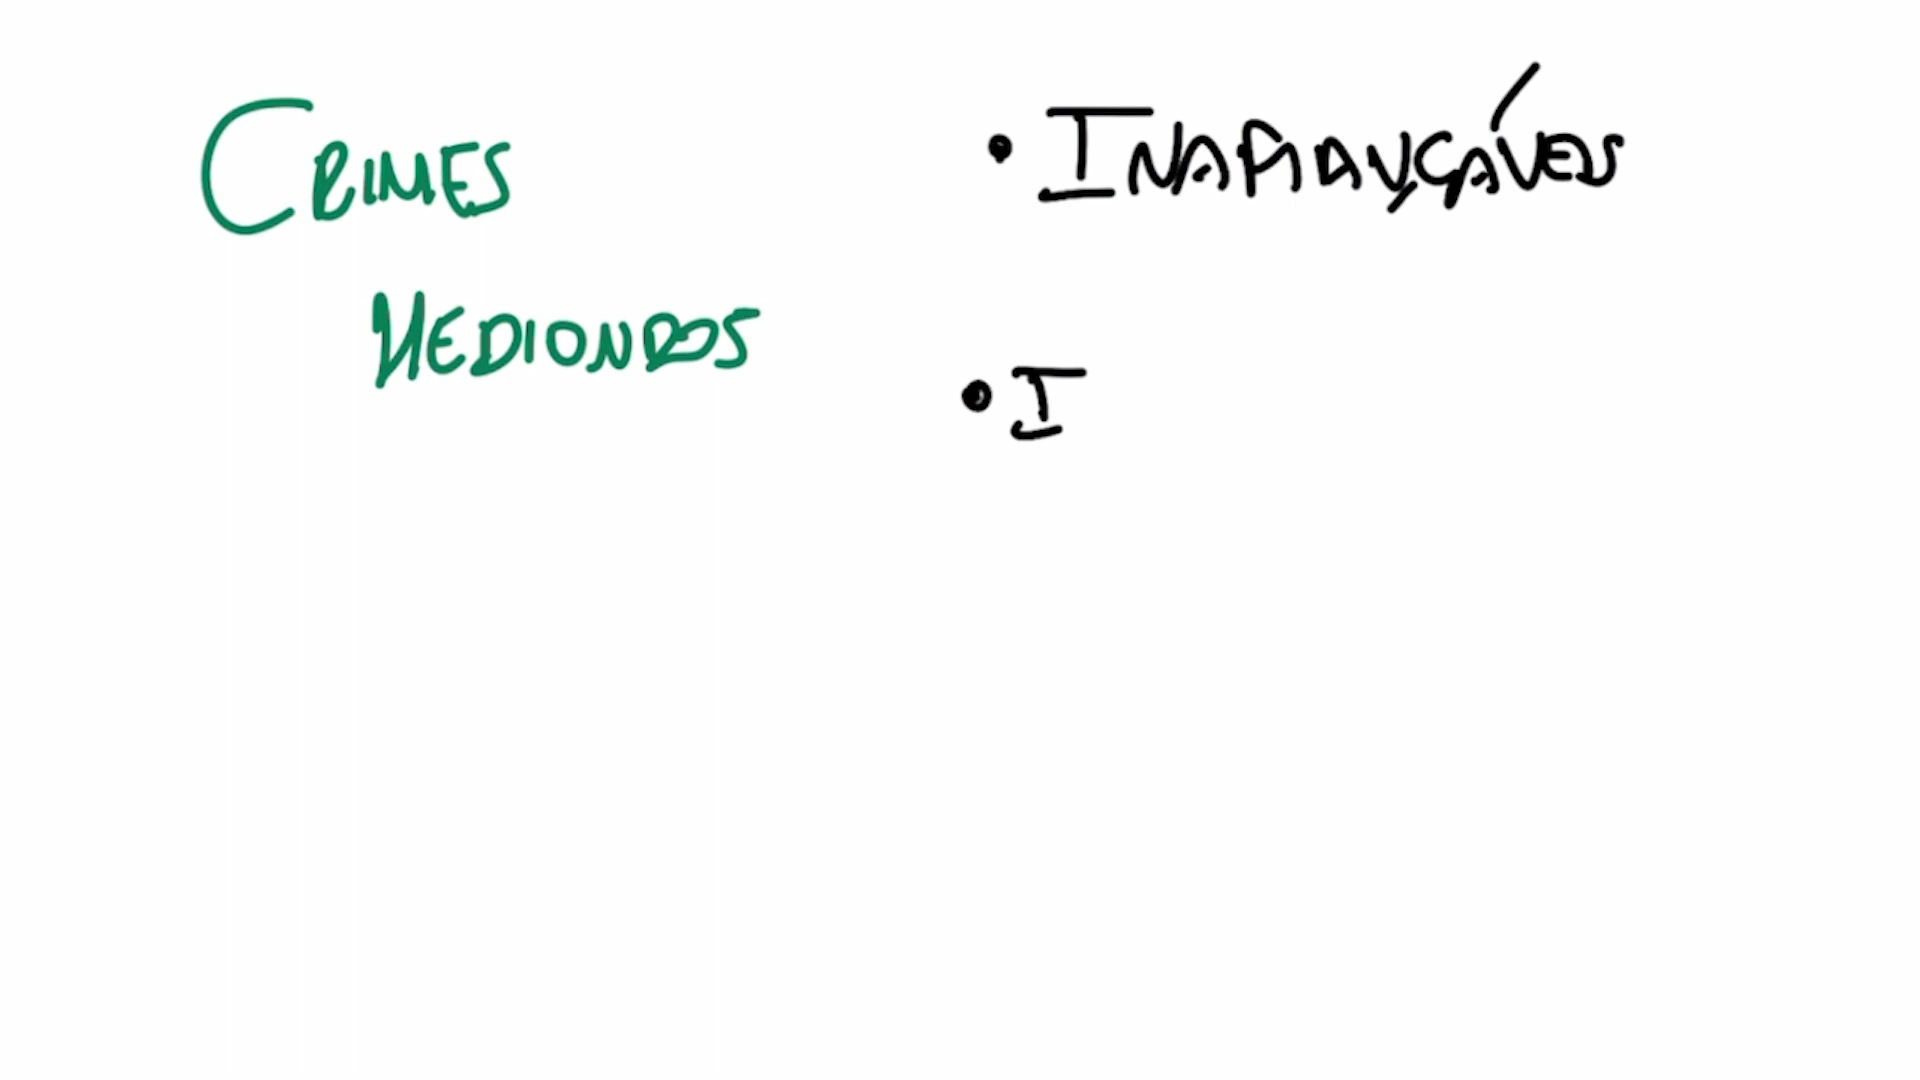 CRIMES
HEDIONDOS
• INAFIANÇÁVEIS
• I